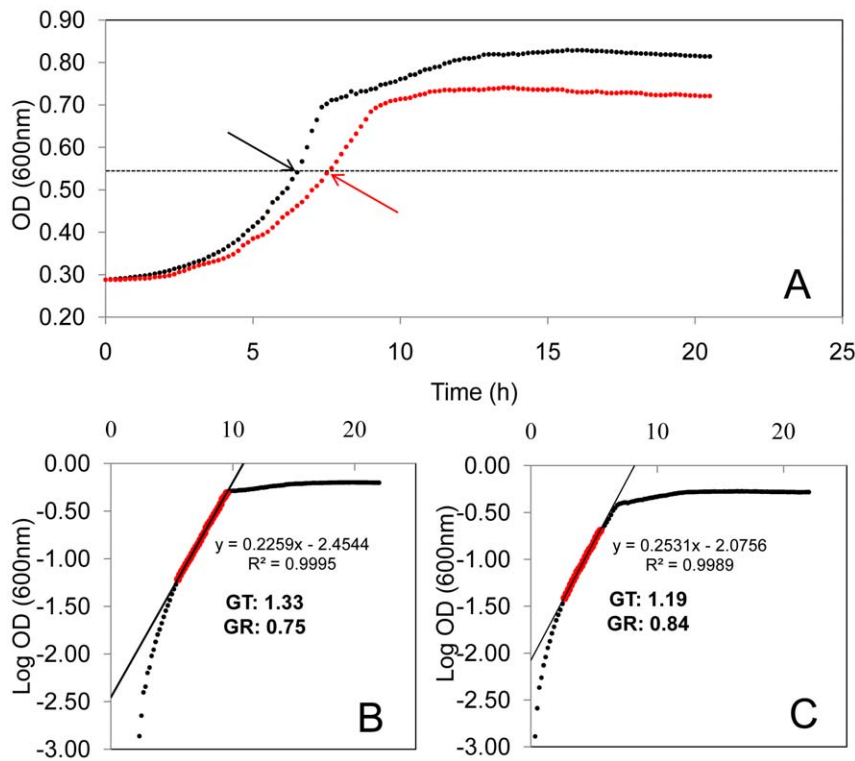 0.90
0.80
0.70
0.60
0.50
0.40
0.30
0.20
OD (600nm)
A
0 5 10 15 20 25
Time (h)
0 10 20
0.00
-0.50
-1.00
-1.50
-2.00
-2.50
-3.00
Log OD (600nm)
y = 0.2259x - 2.4544
R² = 0.9995
GT: 1.33
GR: 0.75
B
0 10 20
0.00
-0.50
-1.00
-1.50
-2.00
-2.50
-3.00
Log OD (600nm)
y = 0.2531x - 2.0756
R² = 0.9989
GT: 1.19
GR: 0.84
C